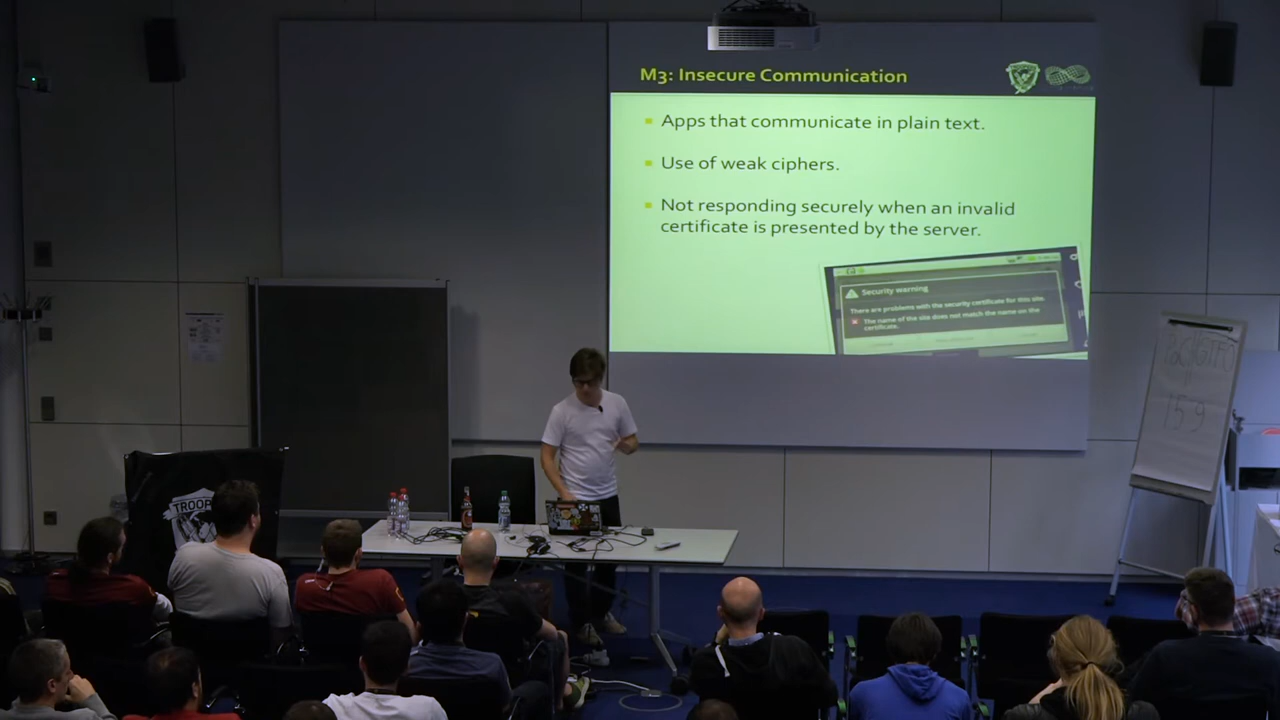 M3: Insecure Communication
Apps that communicate in plain text.
Use of weak ciphers.
Not responding securely when an invalid
certificate is presented by the server.
Security warning
There are problems with the security certificate for this site.
The name of the site does not match the name on the
certificate.
TROOP
159